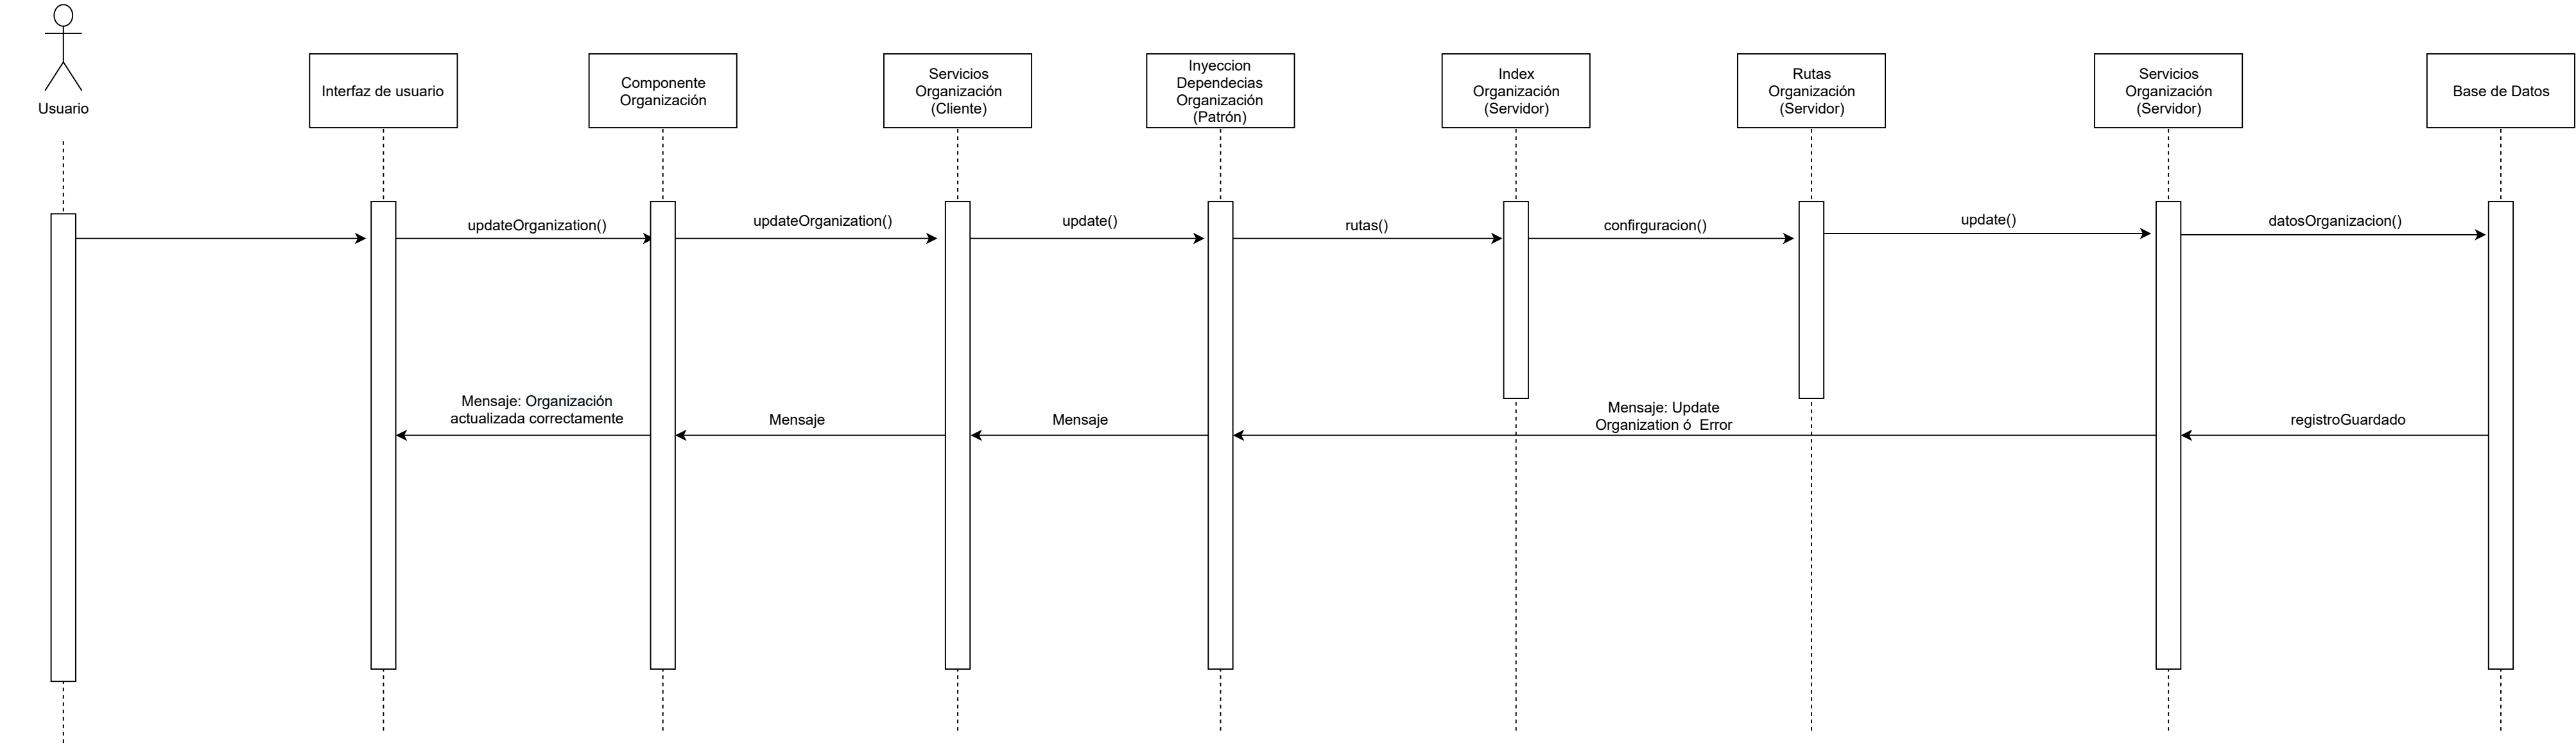 Usuario
Interfaz de usuario
Componente
Organización
Servicios
Organización
(Cliente)
Inyeccion
Dependecias
Organización
(Patrón)
Index
Organización
(Servidor)
Rutas
Organización
(Servidor)
Servicios
Organización
(Servidor)
Base de Datos
updateOrganization()
updateOrganization()
update()
rutas()
confirguracion()
update()
datosOrganizacion()
Mensaje: Organización
actualizada correctamente
Mensaje
Mensaje
Mensaje: Update
Organization ó  Error
registroGuardado